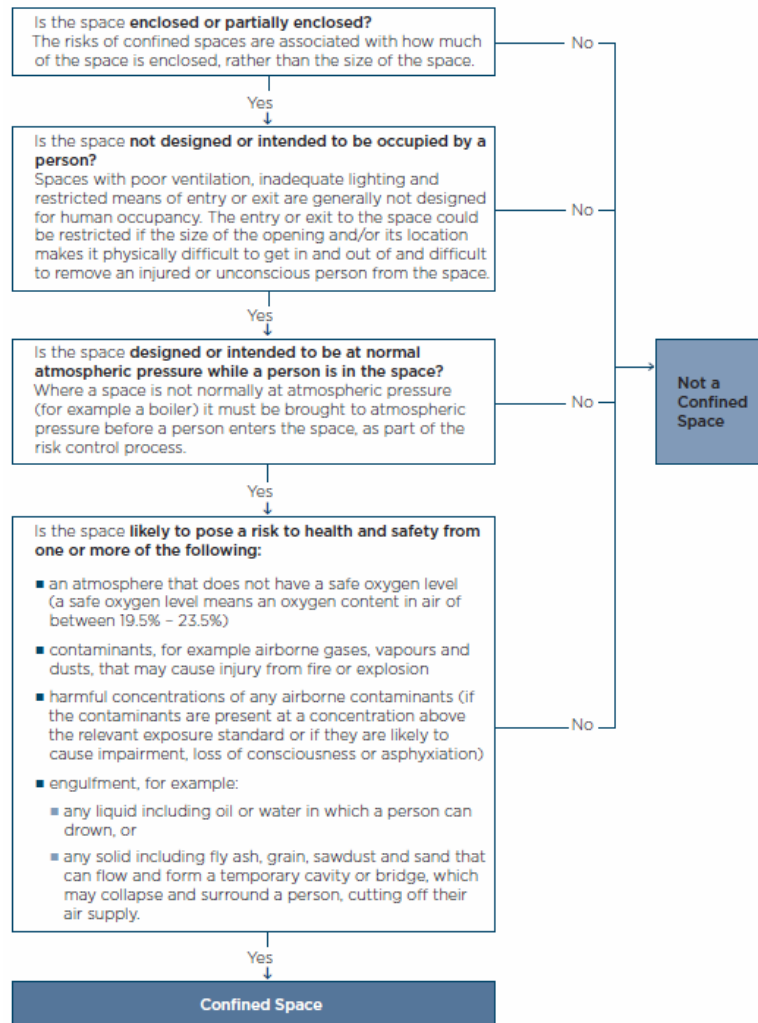 Is the space enclosed or partially enclosed?
The risks of confined spaces are associated with how much
of the space is enclosed, rather than the size of the space.
No
Yes
Is the space not designed or intended to be occupied by a
person?
Spaces with poor ventilation, inadequate lighting and
restricted means of entry or exit are generally not designed
for human occupancy. The entry or exit to the space could
be restricted if the size of the opening and/or its location
makes it physically difficult to get in and out of and difficult
to remove an injured or unconscious person from the space.
No
Yes
Is the space designed or intended to be at normal
atmospheric pressure while a person is in the space?
Where a space is not normally at atmospheric pressure
(for example a boiler) it must be brought to atmospheric
pressure before a person enters the space, as part of the
risk control process.
No
Not a
Confined
Space
Yes
Is the space likely to pose a risk to health and safety from
one or more of the following:
■ an atmosphere that does not have a safe oxygen level
(a safe oxygen level means an oxygen content in air of
between 19.5% – 23.5%)
■ contaminants, for example airborne gases, vapours and
dusts, that may cause injury from fire or explosion
■ harmful concentrations of any airborne contaminants (if
the contaminants are present at a concentration above
the relevant exposure standard or if they are likely to
cause impairment, loss of consciousness or asphyxiation)
■ engulfment, for example:
■ any liquid including oil or water in which a person can
drown, or
■ any solid including fly ash, grain, sawdust and sand that
can flow and form a temporary cavity or bridge, which
may collapse and surround a person, cutting off their
air supply.
No
Yes
Confined Space